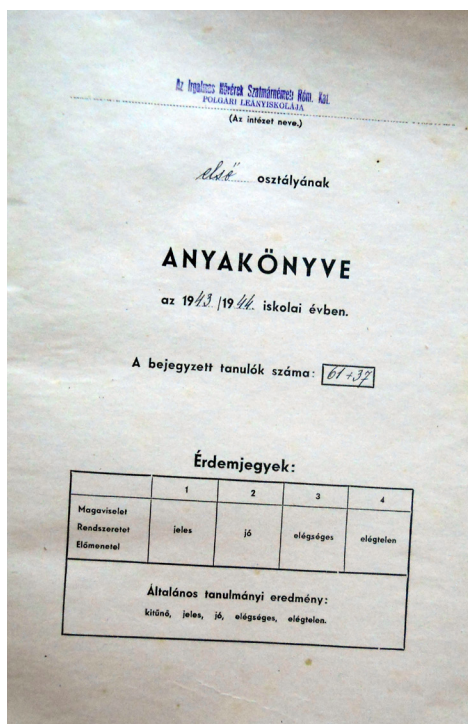 Az Irgalmas Nővérek Szatmárnémeti Róm. Kat.
POLGÁRI LEÁNYISKOLÁJA
(Az intézet neve.)
első osztályának
ANYAKÖNYVE
az 1943/1944. iskolai évben.
A bejegyzett tanulók száma: 61+37
Érdemjegyek:
1 2 3 4
Magaviselet
Rendszeretet jeles jó elégséges elégtelen
Előmenetel
Általános tanulmányi eredmény:
kitűnő, jeles, jó, elégséges, elégtelen.